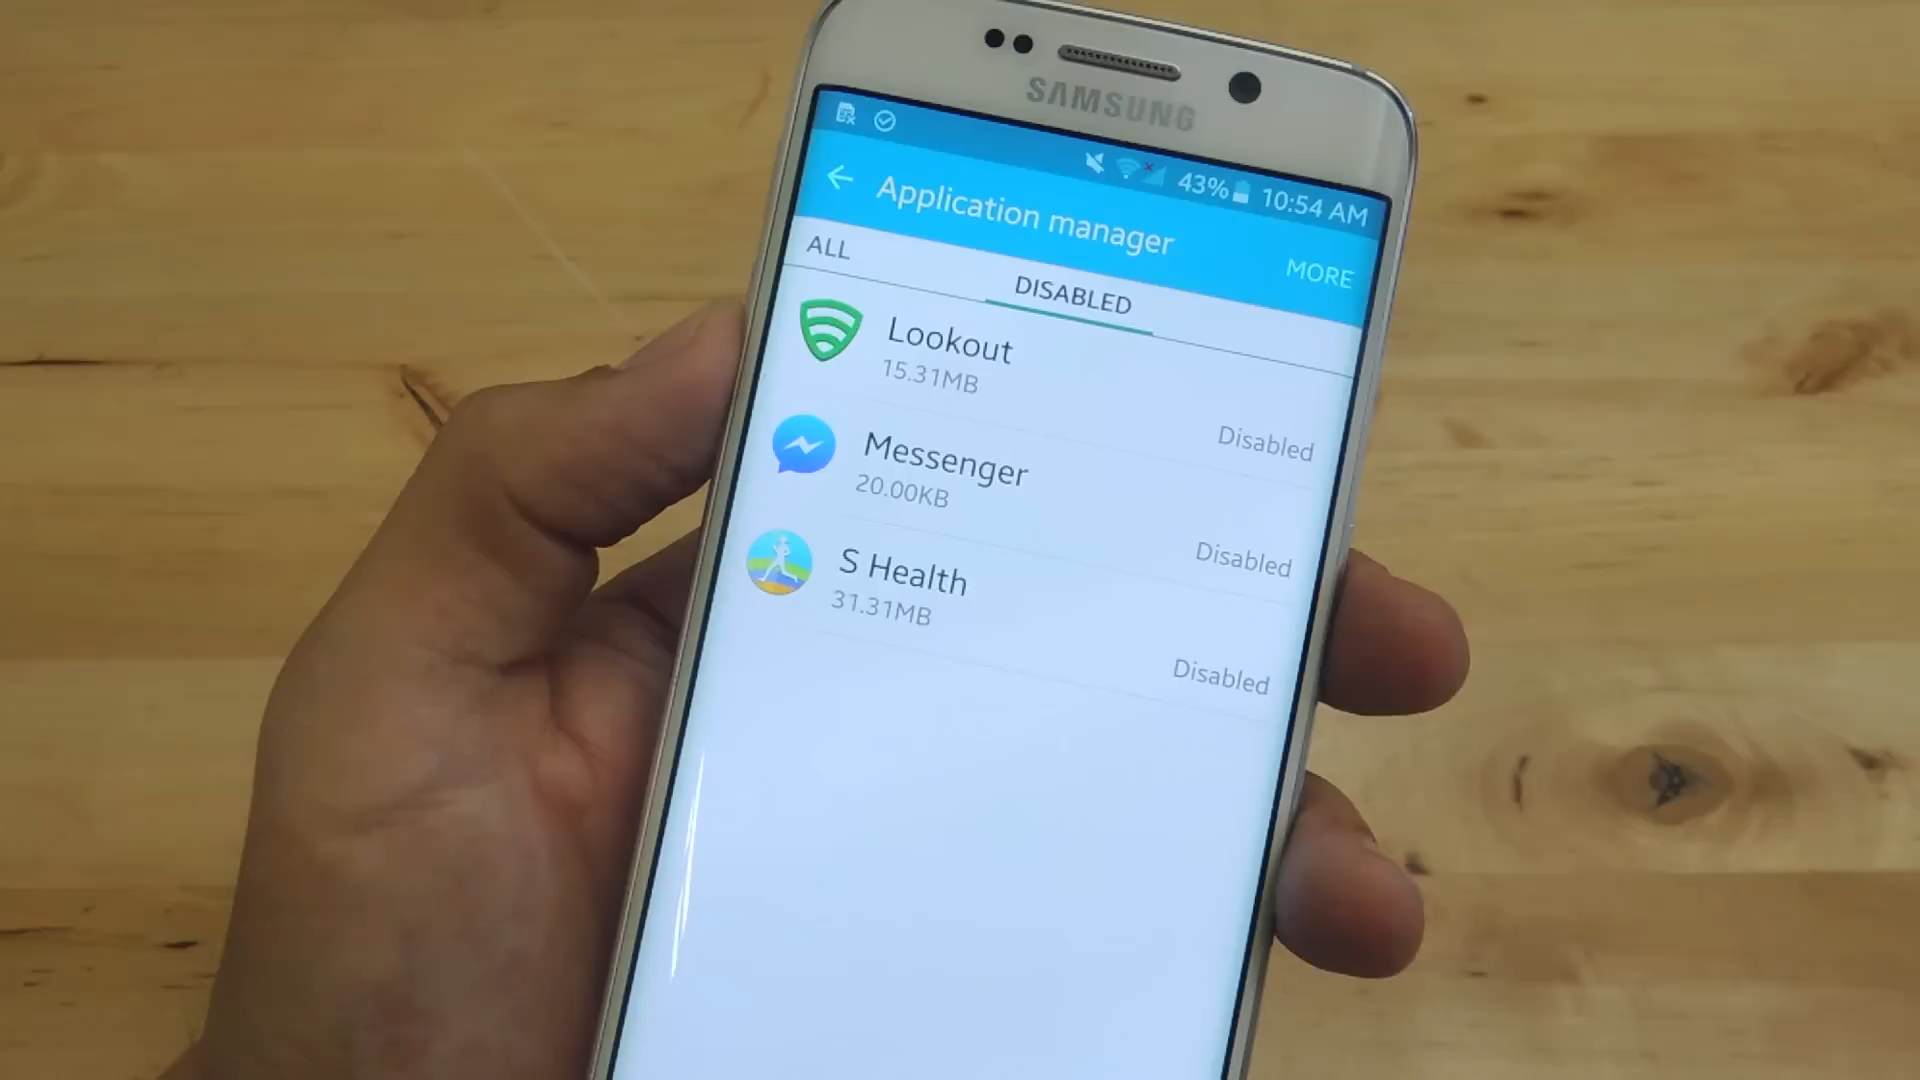 SAMSUNG
43% 10:54 AM
Application manager
MORE
ALL
DISABLED
Lookout
15.31MB
Disabled
Messenger
20.00KB
Disabled
S Health
31.31MB
Disabled